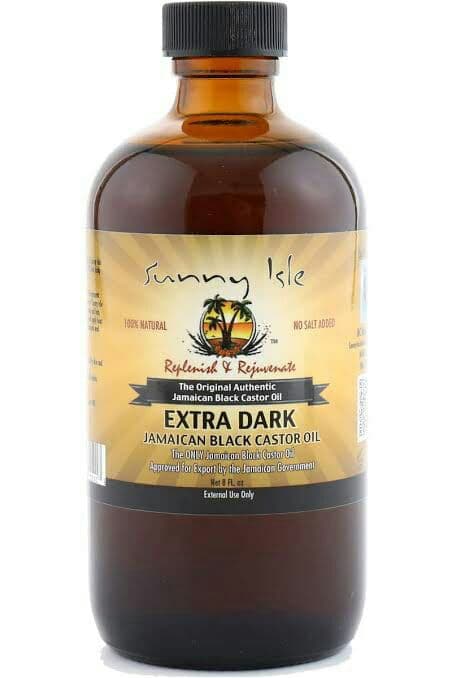 Sunny Isle
100% NATURAL
NO SALT ADDED
TM
Replenish & Rejuvenate
The Original Authentic
Jamaican Black Castor Oil
EXTRA DARK
JAMAICAN BLACK CASTOR OIL
The ONLY Jamaican Black Castor Oil
Approved for Export by the Jamaican Government
Net 8 FL. oz
External Use Only